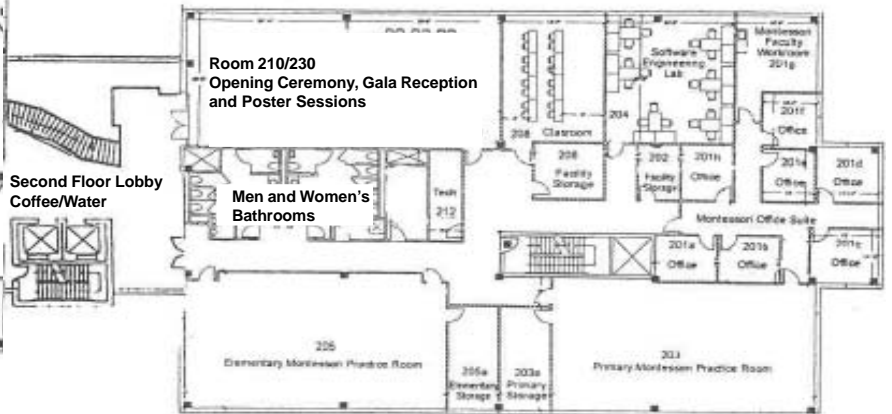 Room 210/230
Opening Ceremony, Gala Reception
and Poster Sessions
Second Floor Lobby
Coffee/Water
Men and Women's
Bathrooms
Tech
212
208
Classroom
204
Software
Engineering
Lab
Montessori
Faculty
Workroom
201g
201f
Office
206
Facility
Storage
202
Facility
Storage
201h
Office
201e
Office
201d
Office
Montessori Office Suite
201a
Office
201b
Office
201c
Office
205
Elementary Montessori Practice Room
205a
Elementary
Storage
203a
Primary
Storage
203
Primary Montessori Practice Room